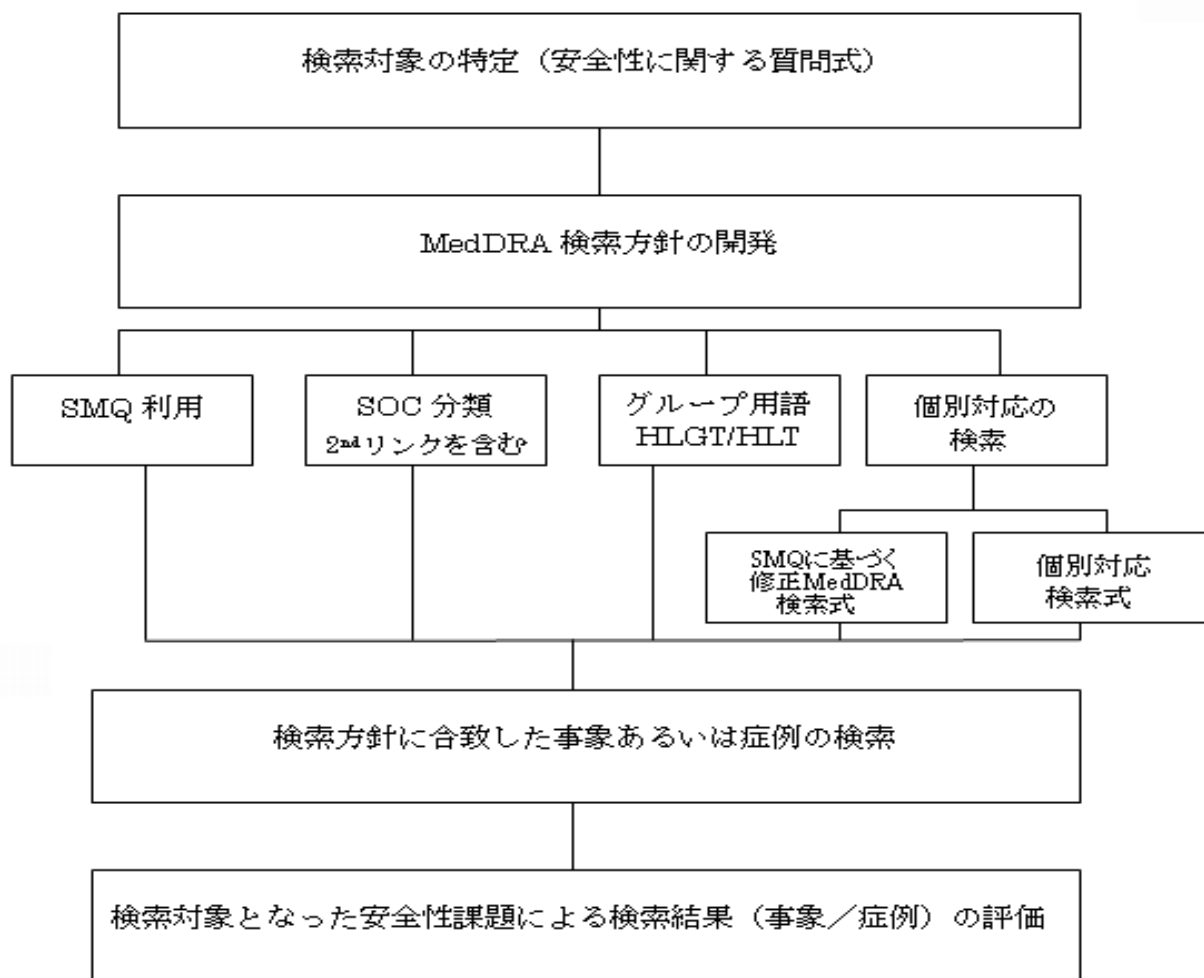 検索対象の特定（安全性に関する質問式）
MedDRA 検索方針の開発
SMQ 利用
SOC 分類
2ndリンクを含む
グループ用語
HLGT/HLT
個別対応の
検索
SMQに基づく
修正MedDRA
検索式
個別対応
検索式
検索方針に合致した事象あるいは症例の検索
検索対象となった安全性課題による検索結果（事象／症例）の評価